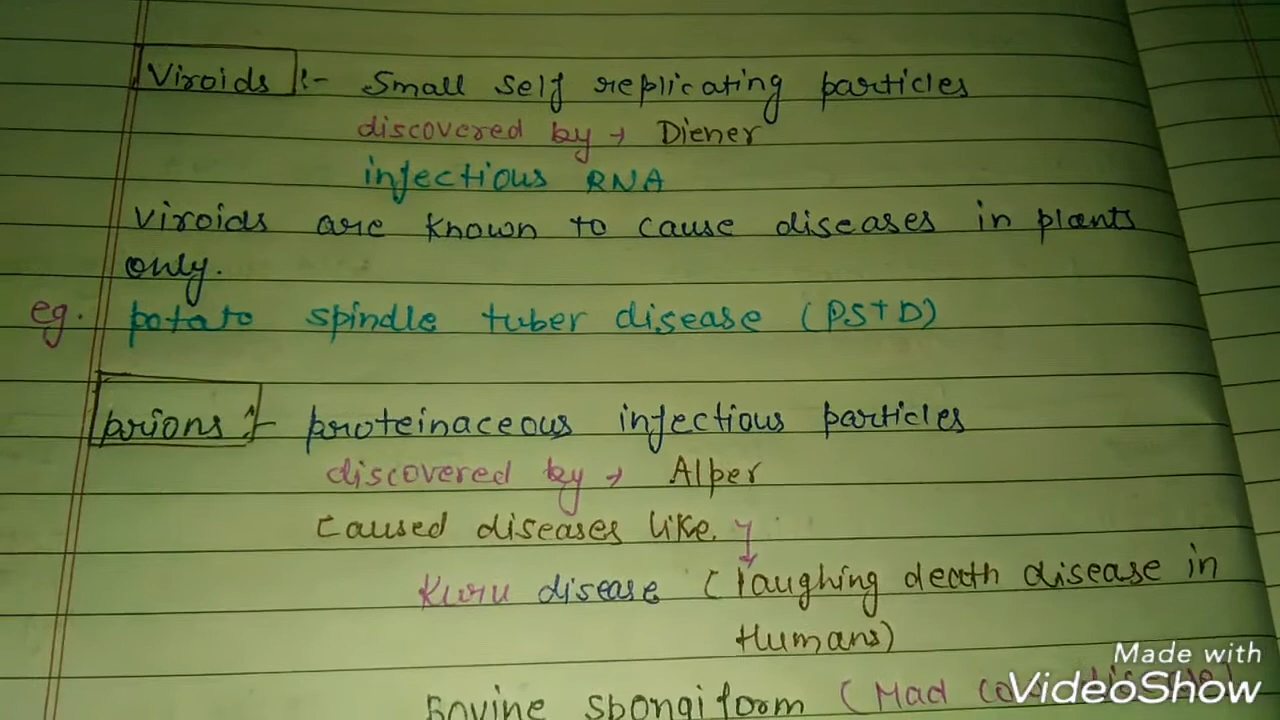 Viroids :- Small self replicating particles
discovered by → Diener
infectious RNA
Viroids are known to cause diseases in plants
only.
eg. potato spindle tuber disease (PSTD)
prions :- proteinaceous infectious particles
discovered by → Alper
Caused diseases like
Kuru disease (laughing death disease in
Humans)
Made with
Bovine spongiform (Mad cow disease)
VideoShow